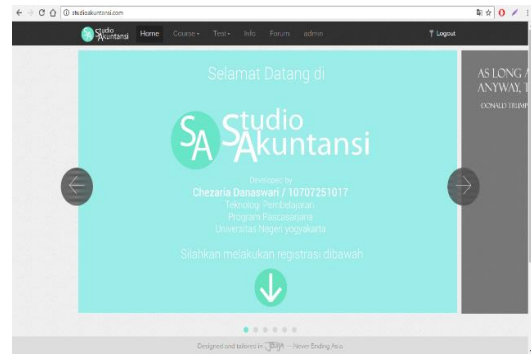 studioakuntansi.com
Studio Akuntansi Home Course Test Info Forum admin Logout
Selamat Datang di
SA Studio Akuntansi
Developed by
Chezaria Danaswari / 10707251017
Teknologi Pembelajaran
Program Pascasarjana
Universitas Negeri yogyakarta
Silahkan melakukan registrasi dibawah
AS LONG A
ANYWAY, T
DONALD TRUMP
Designed and tailored in — Never Ending Asia